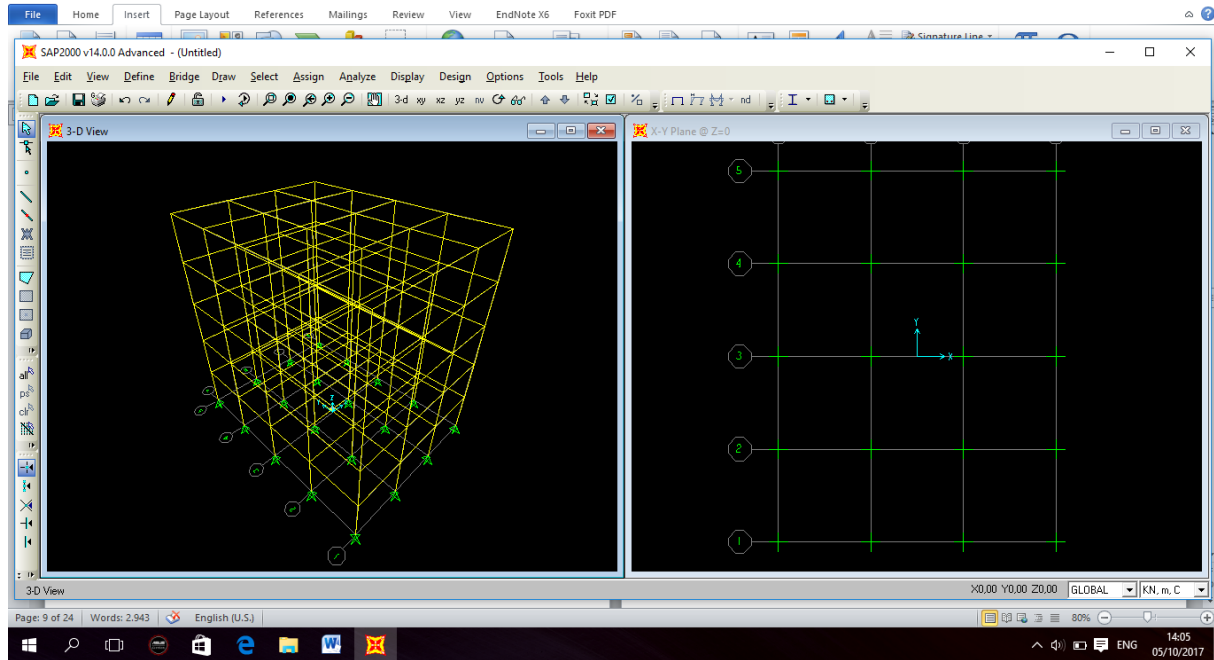 File Home Insert Page Layout References Mailings Review View EndNote X6 Foxit PDF
Signature Line
SAP2000 v14.0.0 Advanced - (Untitled)
File Edit View Define Bridge Draw Select Assign Analyze Display Design Options Tools Help
3-d xy xz yz nv nd
3-D View
X-Y Plane @ Z=0
5
4
Y
3
X
all
ps
clr
Z
Y
2
1
3-D View
X0,00 Y0,00 Z0,00 GLOBAL KN, m, C
Page: 9 of 24 Words: 2.943 English (U.S.) 80%
ENG 14:05
05/10/2017